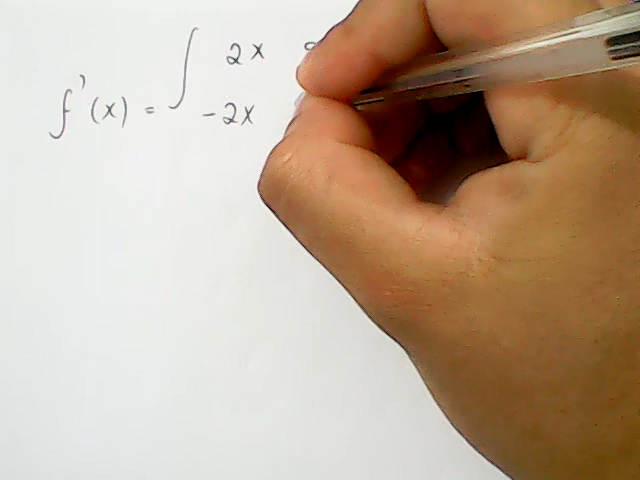 f'(x) = ∫ 2x
-2x